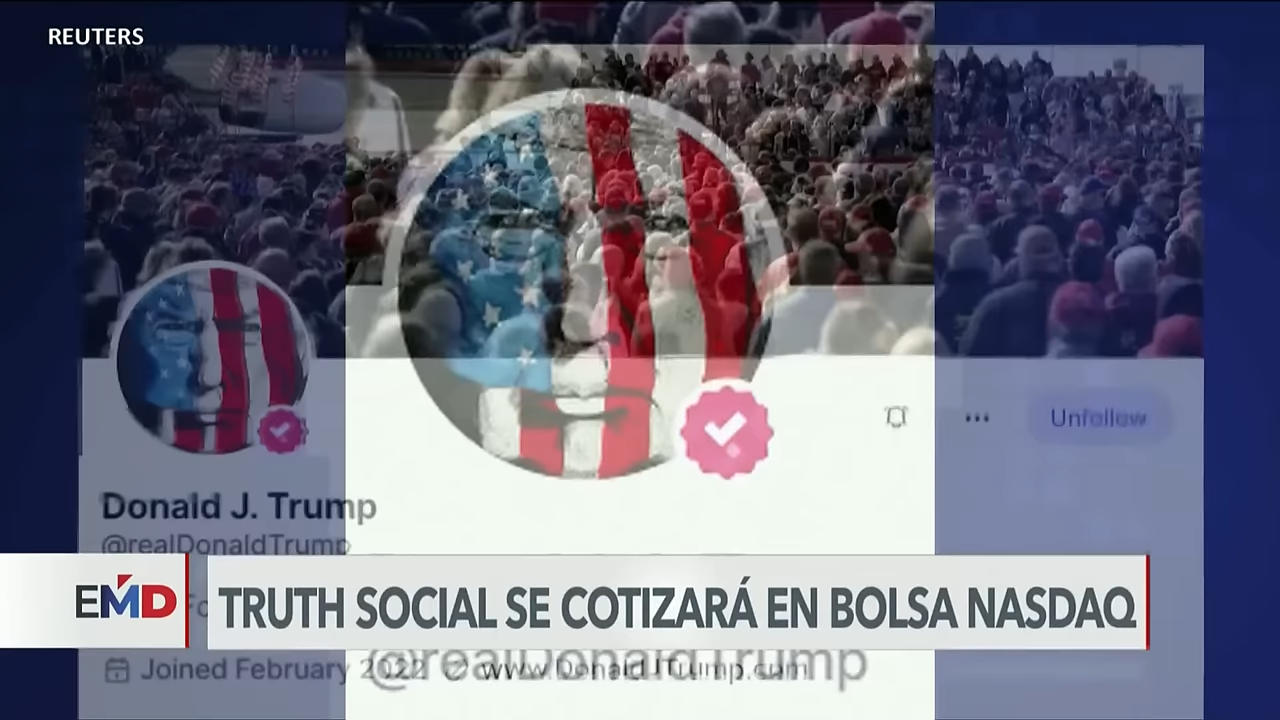 REUTERS
Unfollow
Donald J. Trump
@realDonaldTrump
EMD
TRUTH SOCIAL SE COTIZARÁ EN BOLSA NASDAQ
Joined February 2022
www.DonaldJTrump.com
@realDonaldTrump